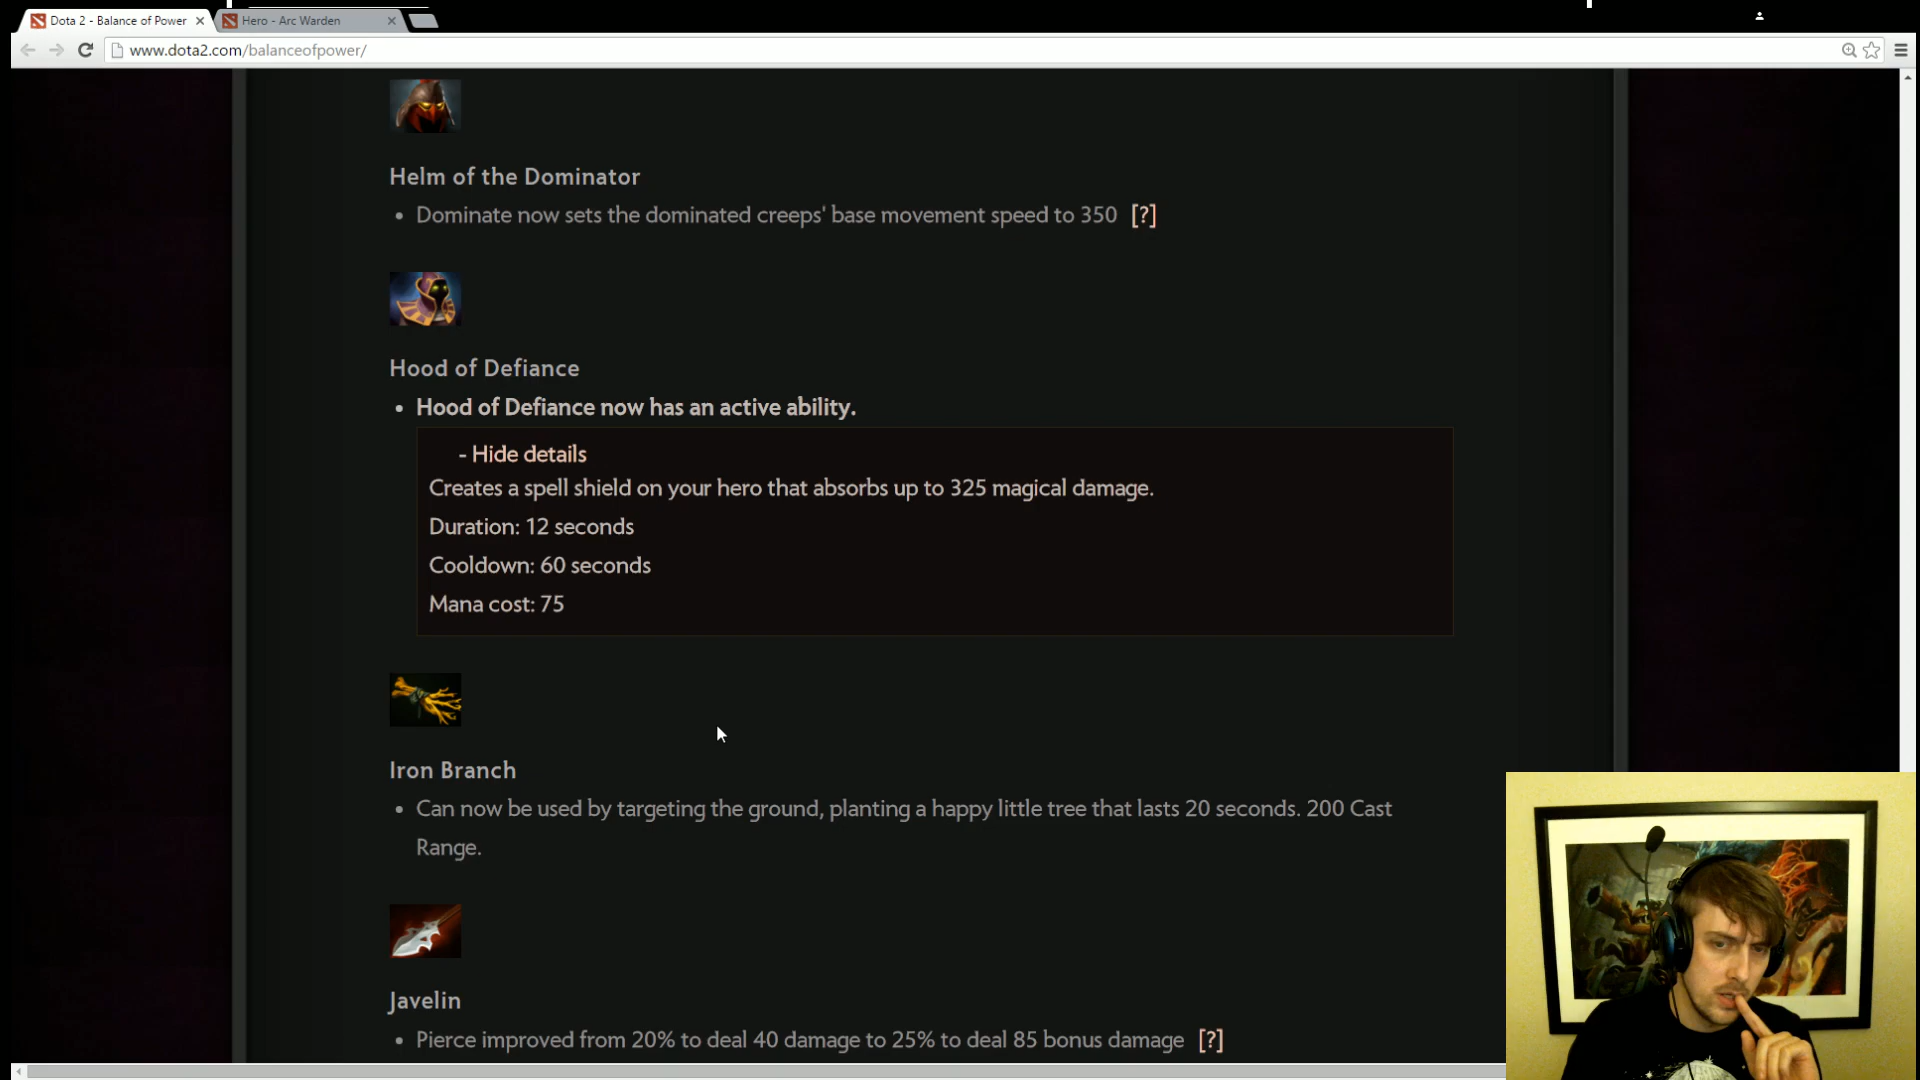 Dota 2 - Balance of Power
Hero - Arc Warden
www.dota2.com/balanceofpower/
Helm of the Dominator
• Dominate now sets the dominated creeps' base movement speed to 350 [?]
Hood of Defiance
• Hood of Defiance now has an active ability.
- Hide details
Creates a spell shield on your hero that absorbs up to 325 magical damage.
Duration: 12 seconds
Cooldown: 60 seconds
Mana cost: 75
Iron Branch
• Can now be used by targeting the ground, planting a happy little tree that lasts 20 seconds. 200 Cast
Range.
Javelin
• Pierce improved from 20% to deal 40 damage to 25% to deal 85 bonus damage [?]